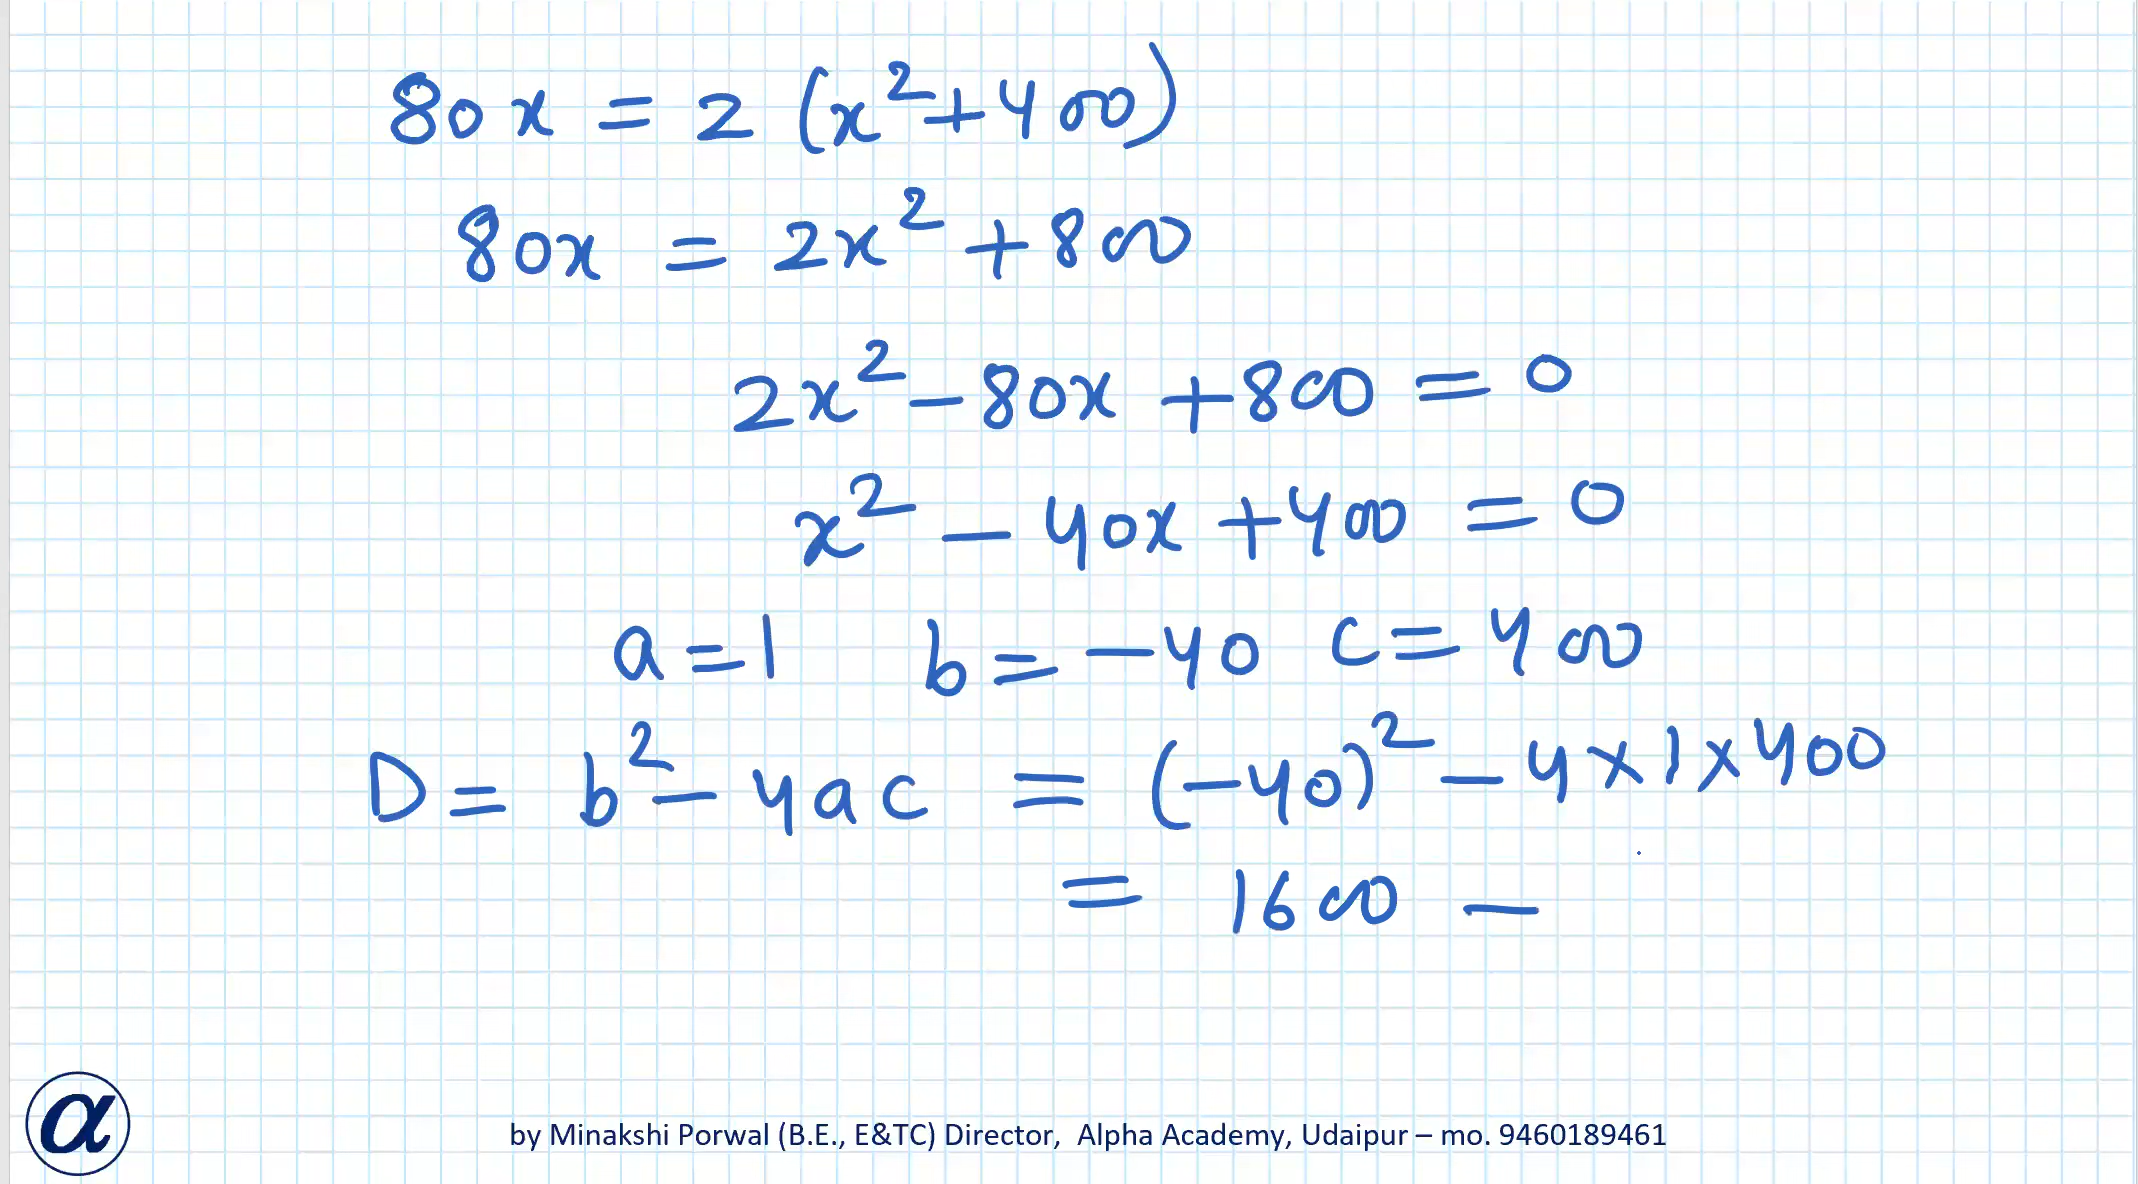 80x = 2 (x²+400)
80x = 2x² +800
2x² – 80x +800 = 0
x² – 40x +400 = 0
a=1 b= –40 c= 400
D= b² – 4ac = (–40)² – 4×1×400
= 1600 –
α
by Minakshi Porwal (B.E., E&TC) Director, Alpha Academy, Udaipur – mo. 9460189461